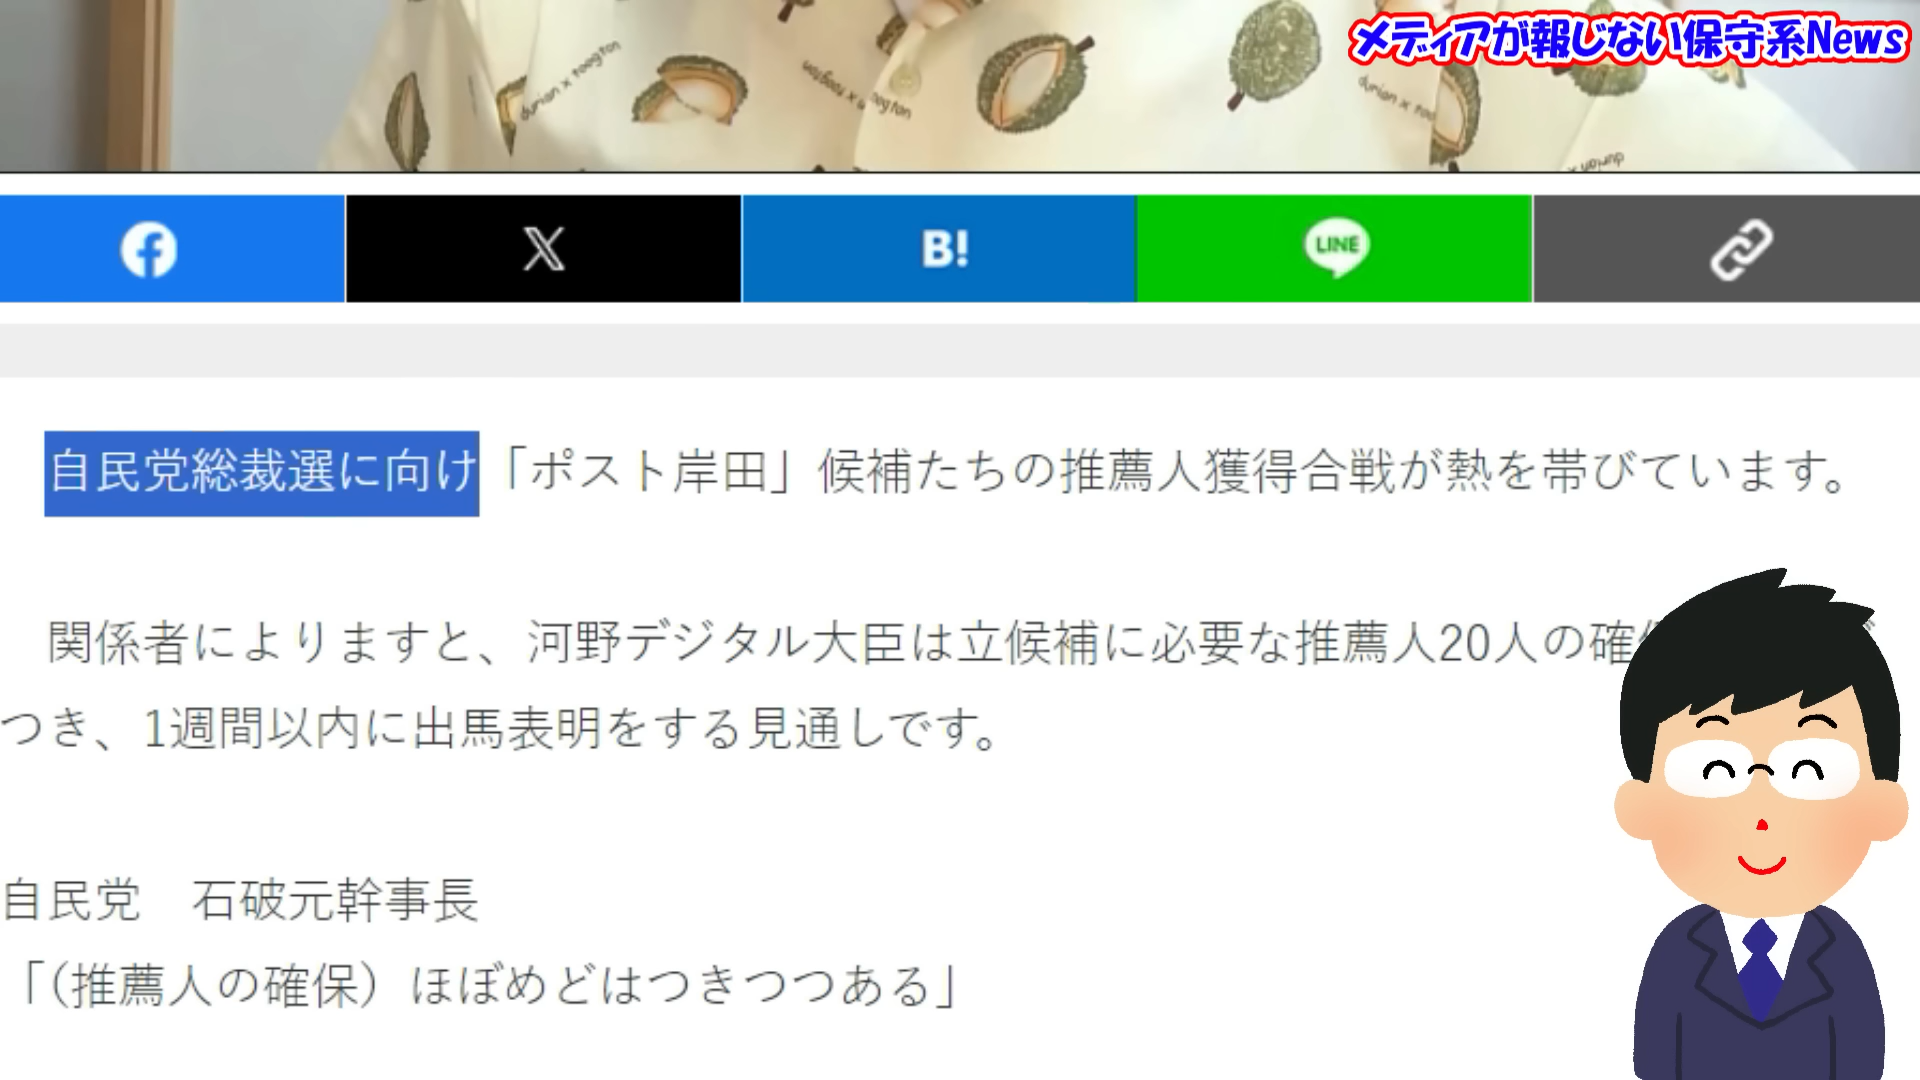 メディアが報じない保守系News
durian x toogton
durian x
LINE
B!
自民党総裁選に向け「ポスト岸田」候補たちの推薦人獲得合戦が熱を帯びています。
関係者によりますと、河野デジタル大臣は立候補に必要な推薦人20人の確
つき、1週間以内に出馬表明をする見通しです。
自民党　石破元幹事長
「（推薦人の確保）ほぼめどはつきつつある」